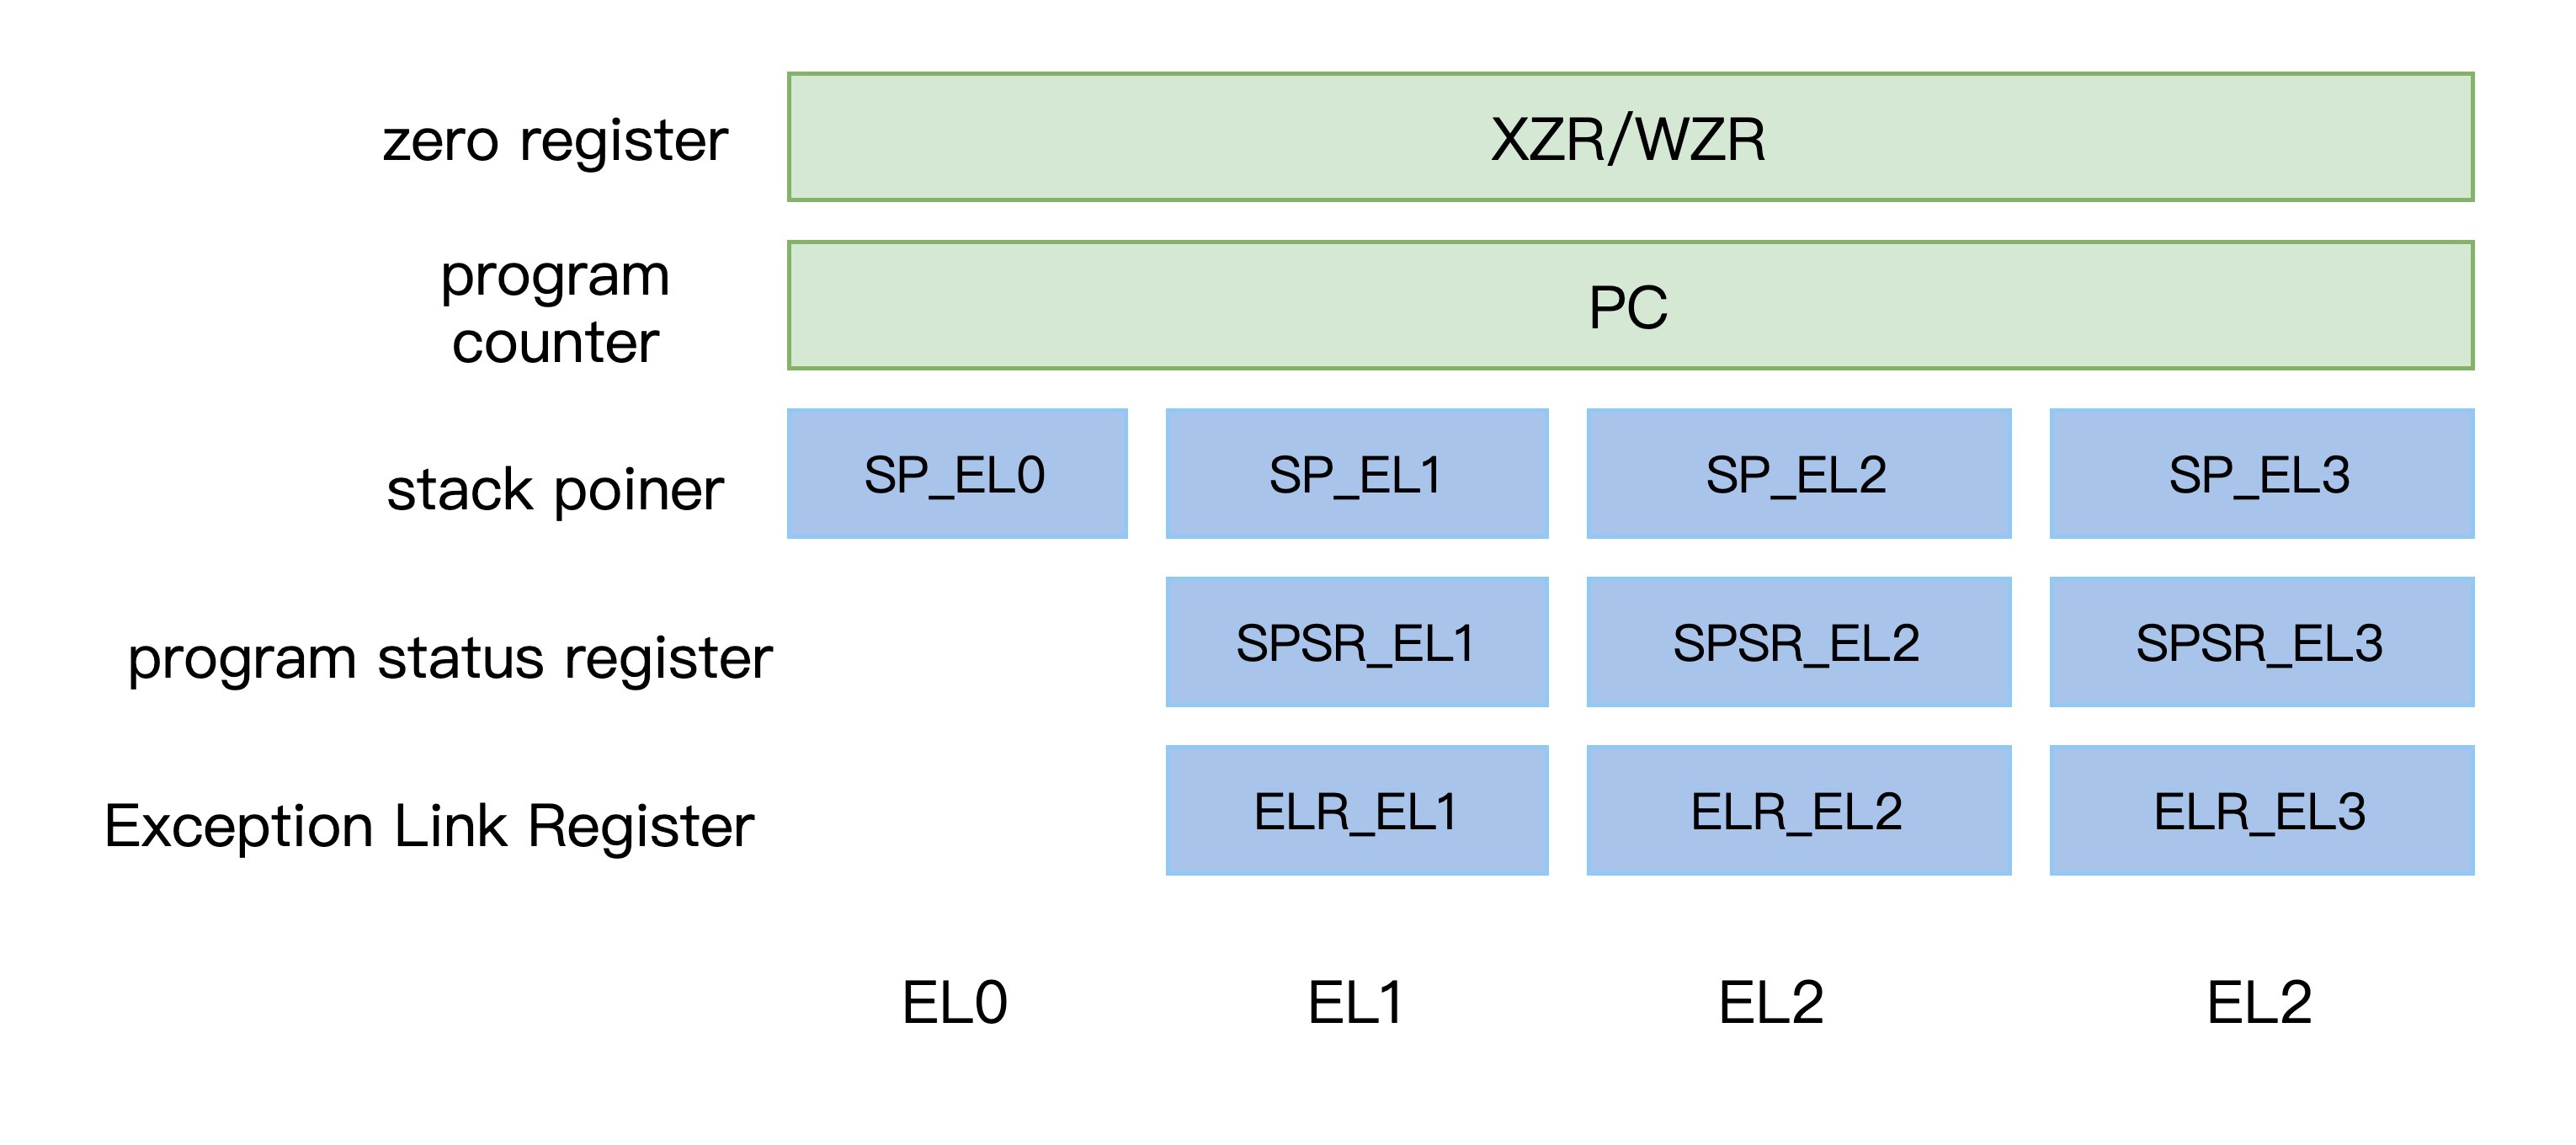 zero register
XZR/WZR
program
counter
PC
stack poiner
SP_EL0
SP_EL1
SP_EL2
SP_EL3
program status register
SPSR_EL1
SPSR_EL2
SPSR_EL3
Exception Link Register
ELR_EL1
ELR_EL2
ELR_EL3
EL0
EL1
EL2
EL2